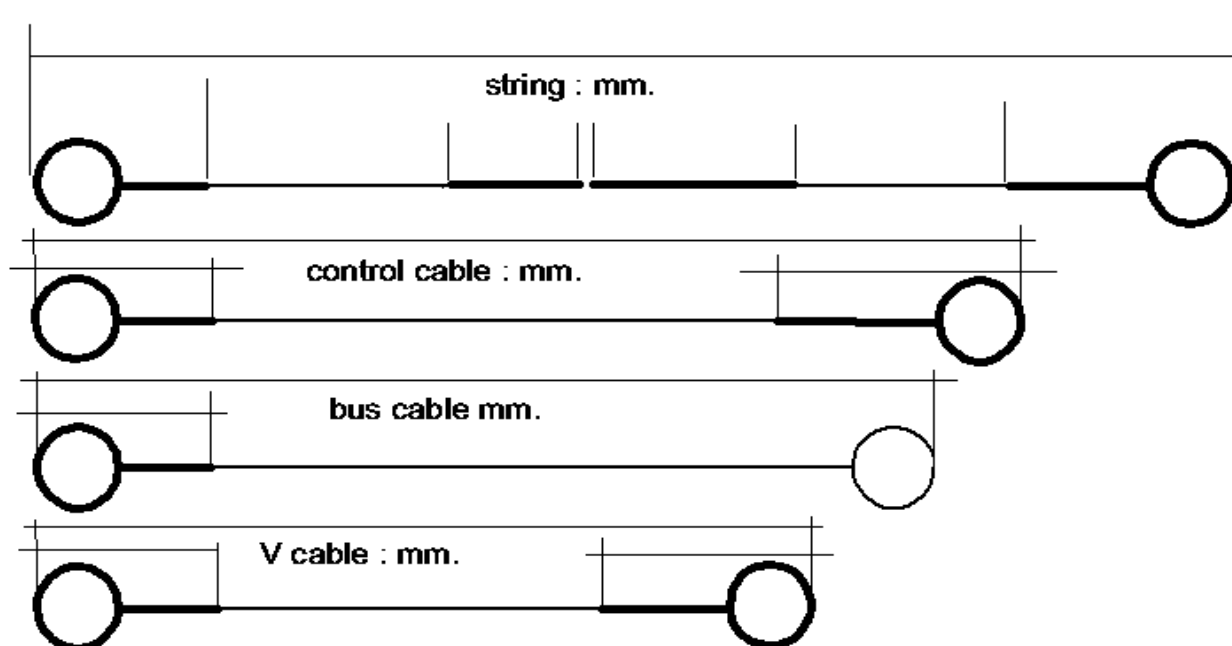 string : mm.
control cable : mm.
bus cable mm.
V cable : mm.